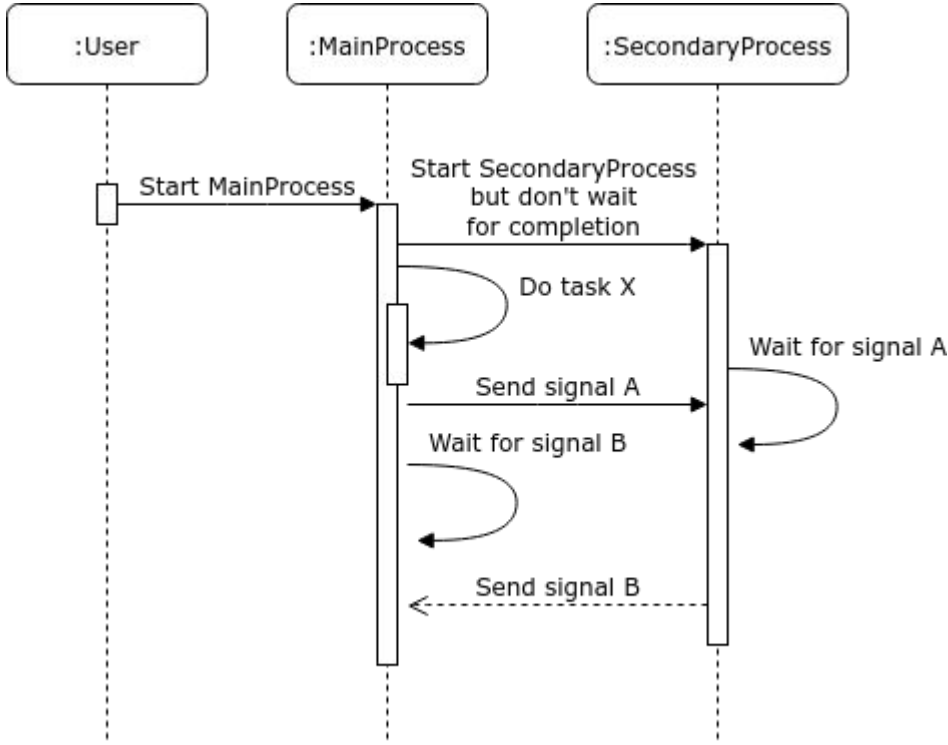 :User
:MainProcess
:SecondaryProcess
Start MainProcess
Start SecondaryProcess
but don't wait
for completion
Do task X
Wait for signal A
Send signal A
Wait for signal B
Send signal B